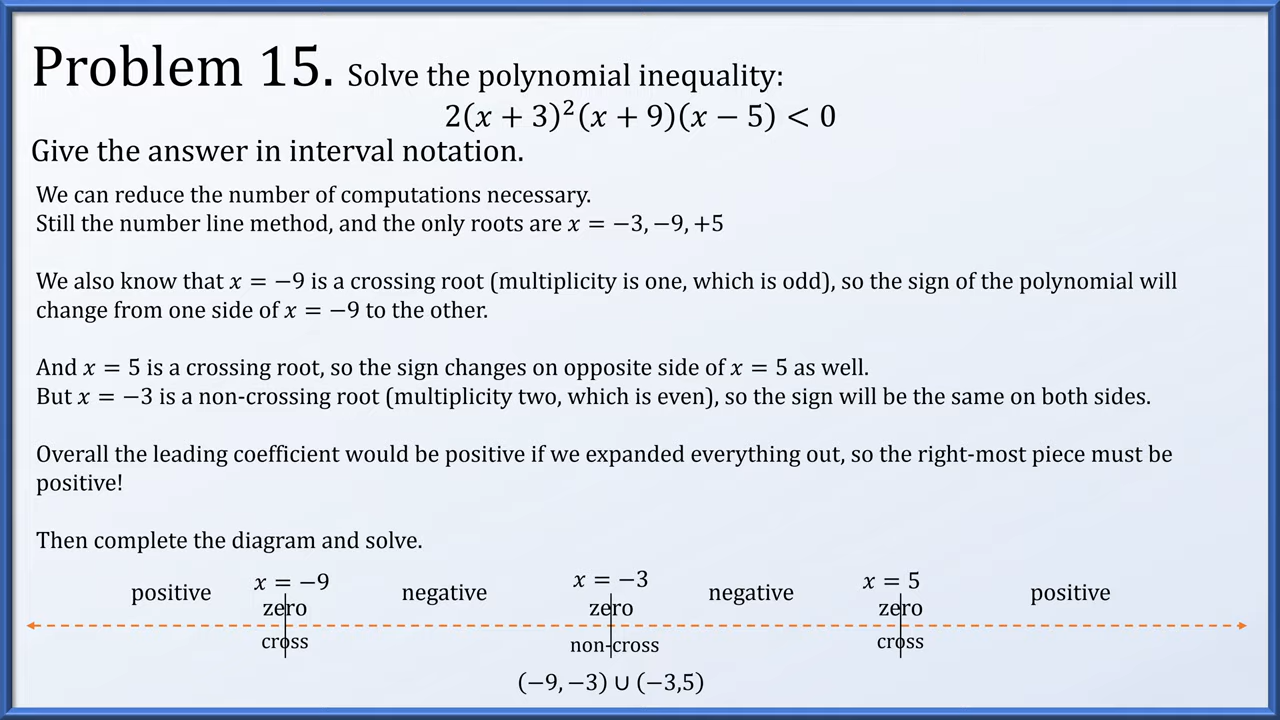 Problem 15. Solve the polynomial inequality:
2(x + 3)²(x + 9)(x − 5) < 0
Give the answer in interval notation.
We can reduce the number of computations necessary.
Still the number line method, and the only roots are x = −3, −9, +5
We also know that x = −9 is a crossing root (multiplicity is one, which is odd), so the sign of the polynomial will
change from one side of x = −9 to the other.
And x = 5 is a crossing root, so the sign changes on opposite side of x = 5 as well.
But x = −3 is a non-crossing root (multiplicity two, which is even), so the sign will be the same on both sides.
Overall the leading coefficient would be positive if we expanded everything out, so the right-most piece must be
positive!
Then complete the diagram and solve.
positive x = −9 negative x = −3 negative x = 5 positive
zero zero zero
cross non-cross cross
(−9, −3) ∪ (−3,5)